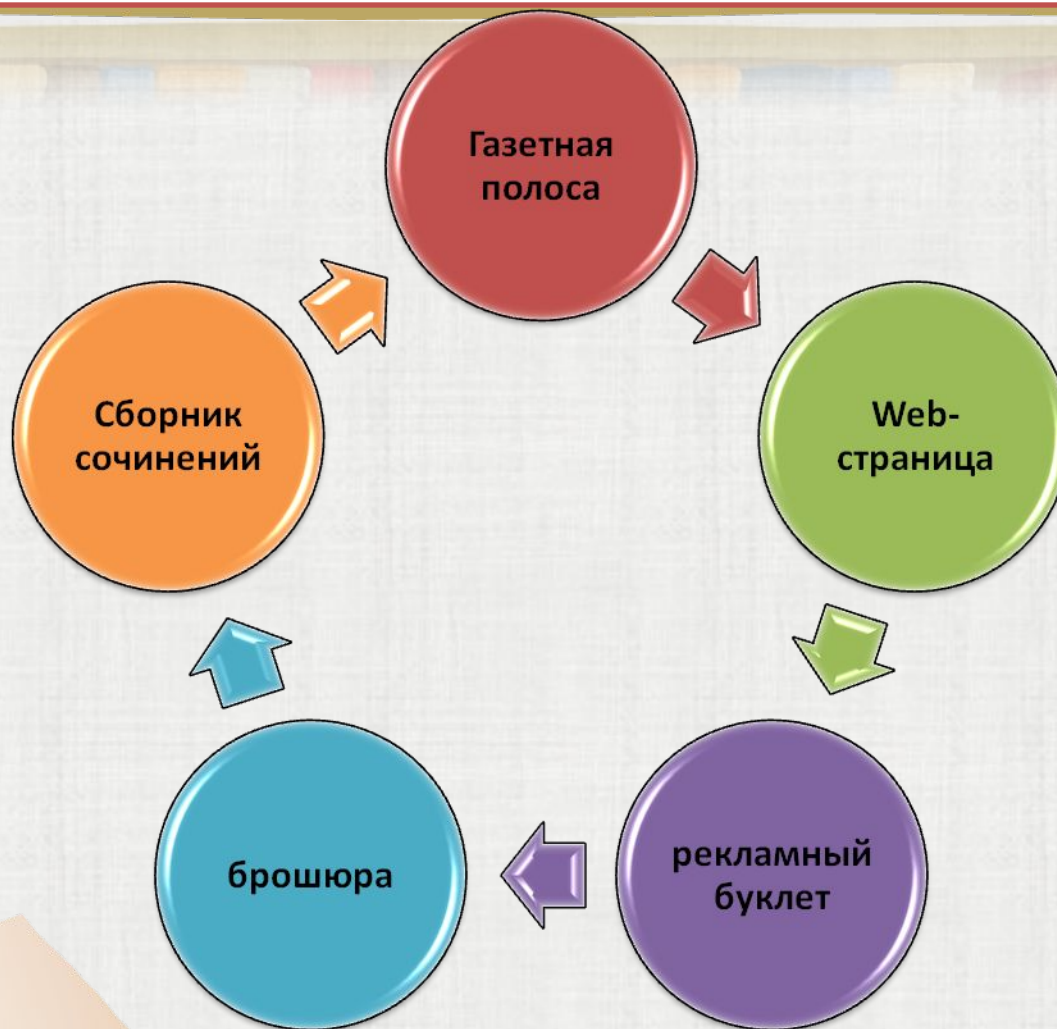 Газетная
полоса
Web-
страница
рекламный
буклет
брошюра
Сборник
сочинений